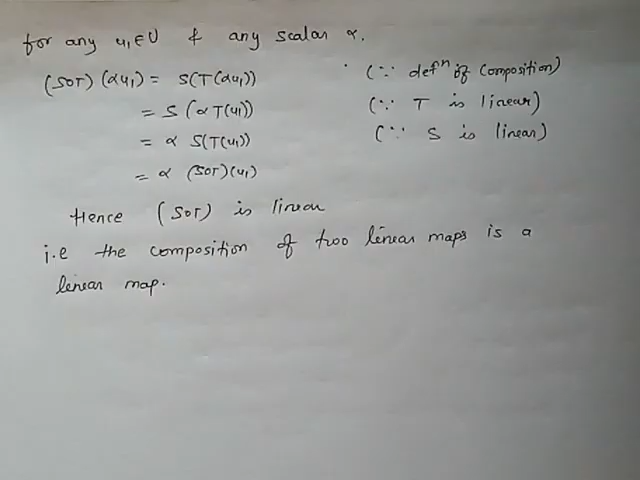 for any u₁∈U & any scalar α.
(SOT) (αu₁) = S(T(αu₁)) (∵ defⁿ of composition)
= S (α T(u₁)) (∵ T is linear)
= α S(T(u₁)) (∵ S is linear)
= α (SOT)(u₁)
Hence (SOT) is linear
i.e the composition of two linear maps is a
linear map.